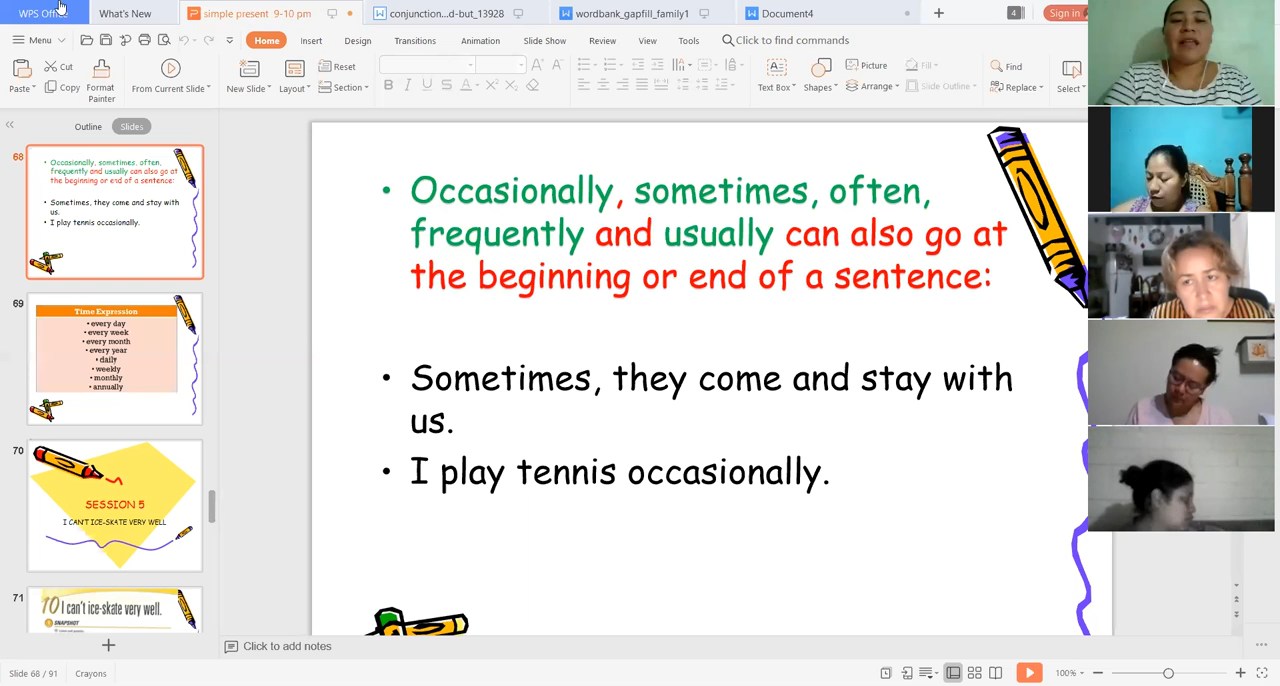 WPS Offi
What's New
simple present 9-10 pm
conjunction...d-but_13928
wordbank_gapfill_family1
Document4
4
Sign in
Menu
Home
Insert
Design
Transitions
Animation
Slide Show
Review
View
Tools
Click to find commands
Paste
Cut
Copy
Format
Painter
From Current Slide
New Slide
Layout
Reset
Section
B I U S A X² X₂
Text Box
Shapes
Picture
Arrange
Fill
Slide Outline
Find
Replace
Select
Outline
Slides
68
Occasionally, sometimes, often,
frequently and usually can also go at
the beginning or end of a sentence:
Sometimes, they come and stay with
us.
I play tennis occasionally.
69
Time Expression
• every day
• every week
• every month
• every year
• daily
• weekly
• monthly
• annually
70
SESSION 5
I CAN'T ICE-SKATE VERY WELL
71
10 I can't ice-skate very well.
SNAPSHOT
• Occasionally, sometimes, often,
frequently and usually can also go at
the beginning or end of a sentence:
• Sometimes, they come and stay with
us.
• I play tennis occasionally.
Click to add notes
Slide 68 / 91
Crayons
100%